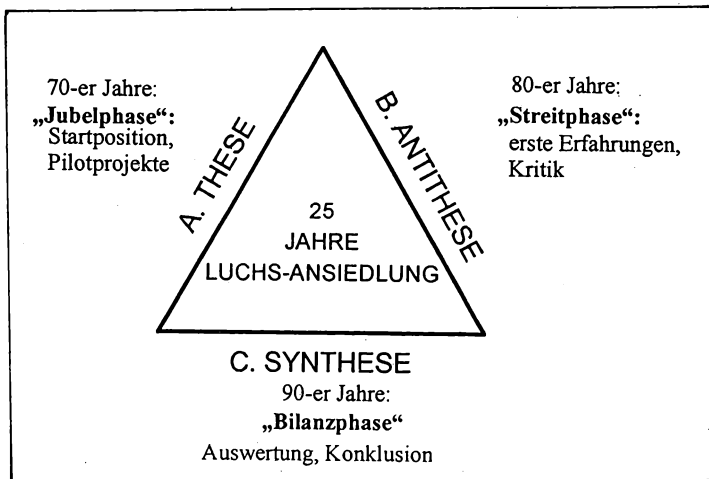 70-er Jahre:
„Jubelphase“:
Startposition,
Pilotprojekte
A. THESE
80-er Jahre:
„Streitphase“:
erste Erfahrungen,
Kritik
B. ANTITHESE
25
JAHRE
LUCHS-ANSIEDLUNG
C. SYNTHESE
90-er Jahre:
„Bilanzphase“
Auswertung, Konklusion